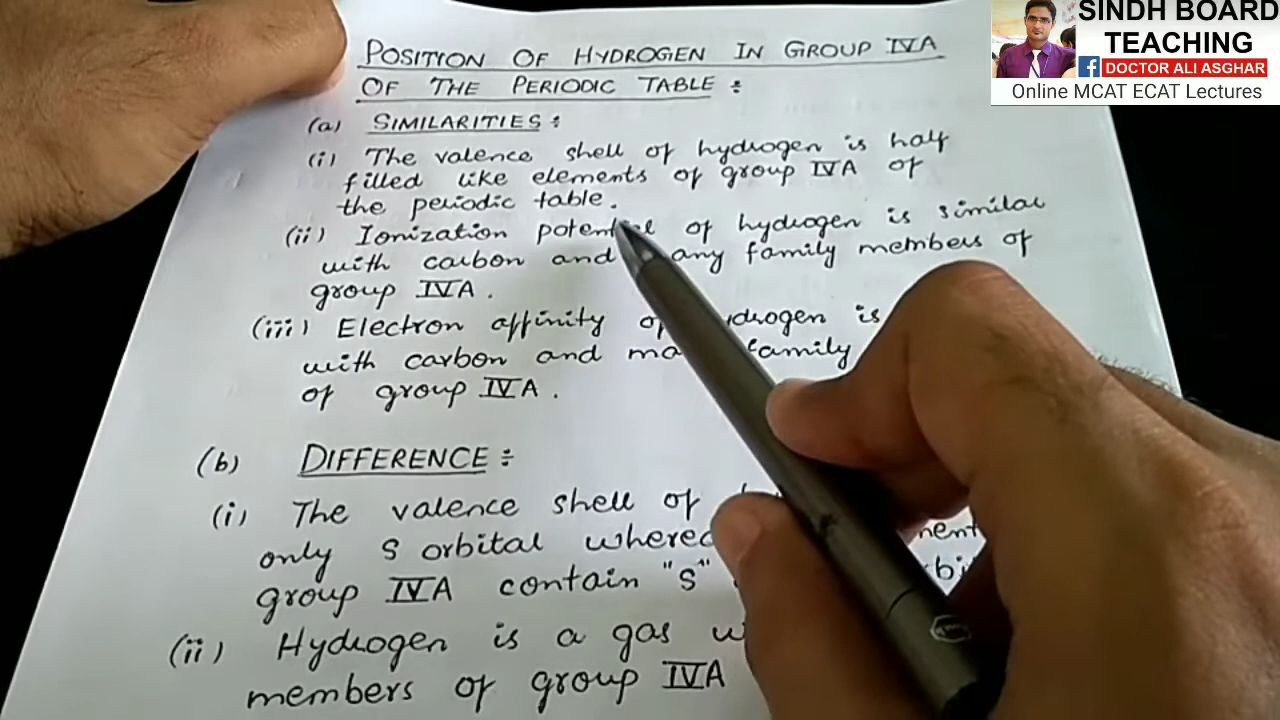 SINDH BOARD
TEACHING
f DOCTOR ALI ASGHAR
Online MCAT ECAT Lectures
POSITION OF HYDROGEN IN GROUP IVA
OF THE PERIODIC TABLE :
(a) SIMILARITIES :
(i) The valence shell of hydrogen is half
filled like elements of group IVA of
the periodic table.
(ii) Ionization potential of hydrogen is similar
with carbon and many family members of
group IVA.
(iii) Electron affinity of hydrogen is
with carbon and family
of group IVA.
(b) DIFFERENCE :
(i) The valence shell of
only S orbital
group IVA contain "S"
(ii) Hydrogen is a gas
members of group IVA